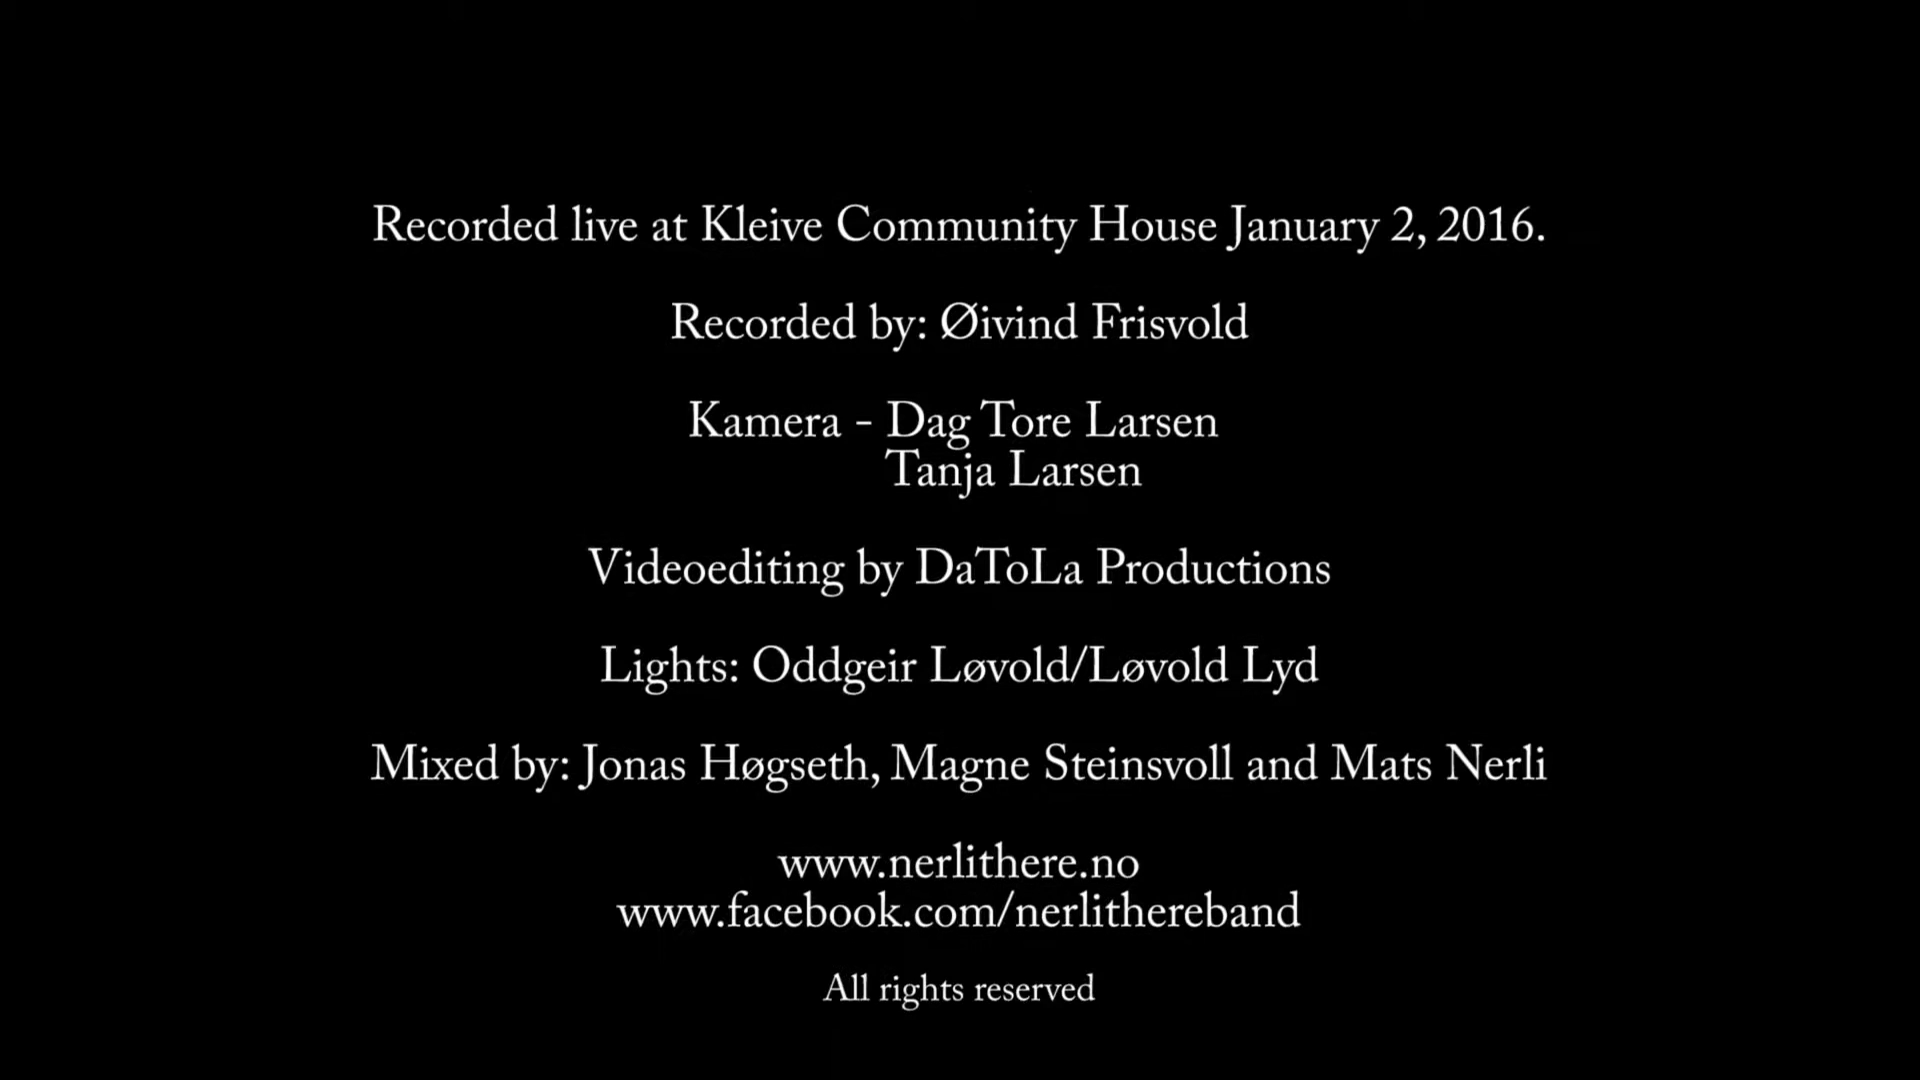 Recorded live at Kleive Community House January 2, 2016.
Recorded by: Øivind Frisvold
Kamera - Dag Tore Larsen
Tanja Larsen
Videoediting by DaToLa Productions
Lights: Oddgeir Løvold/Løvold Lyd
Mixed by: Jonas Høgseth, Magne Steinsvoll and Mats Nerli
www.nerlithere.no
www.facebook.com/nerlithereband
All rights reserved